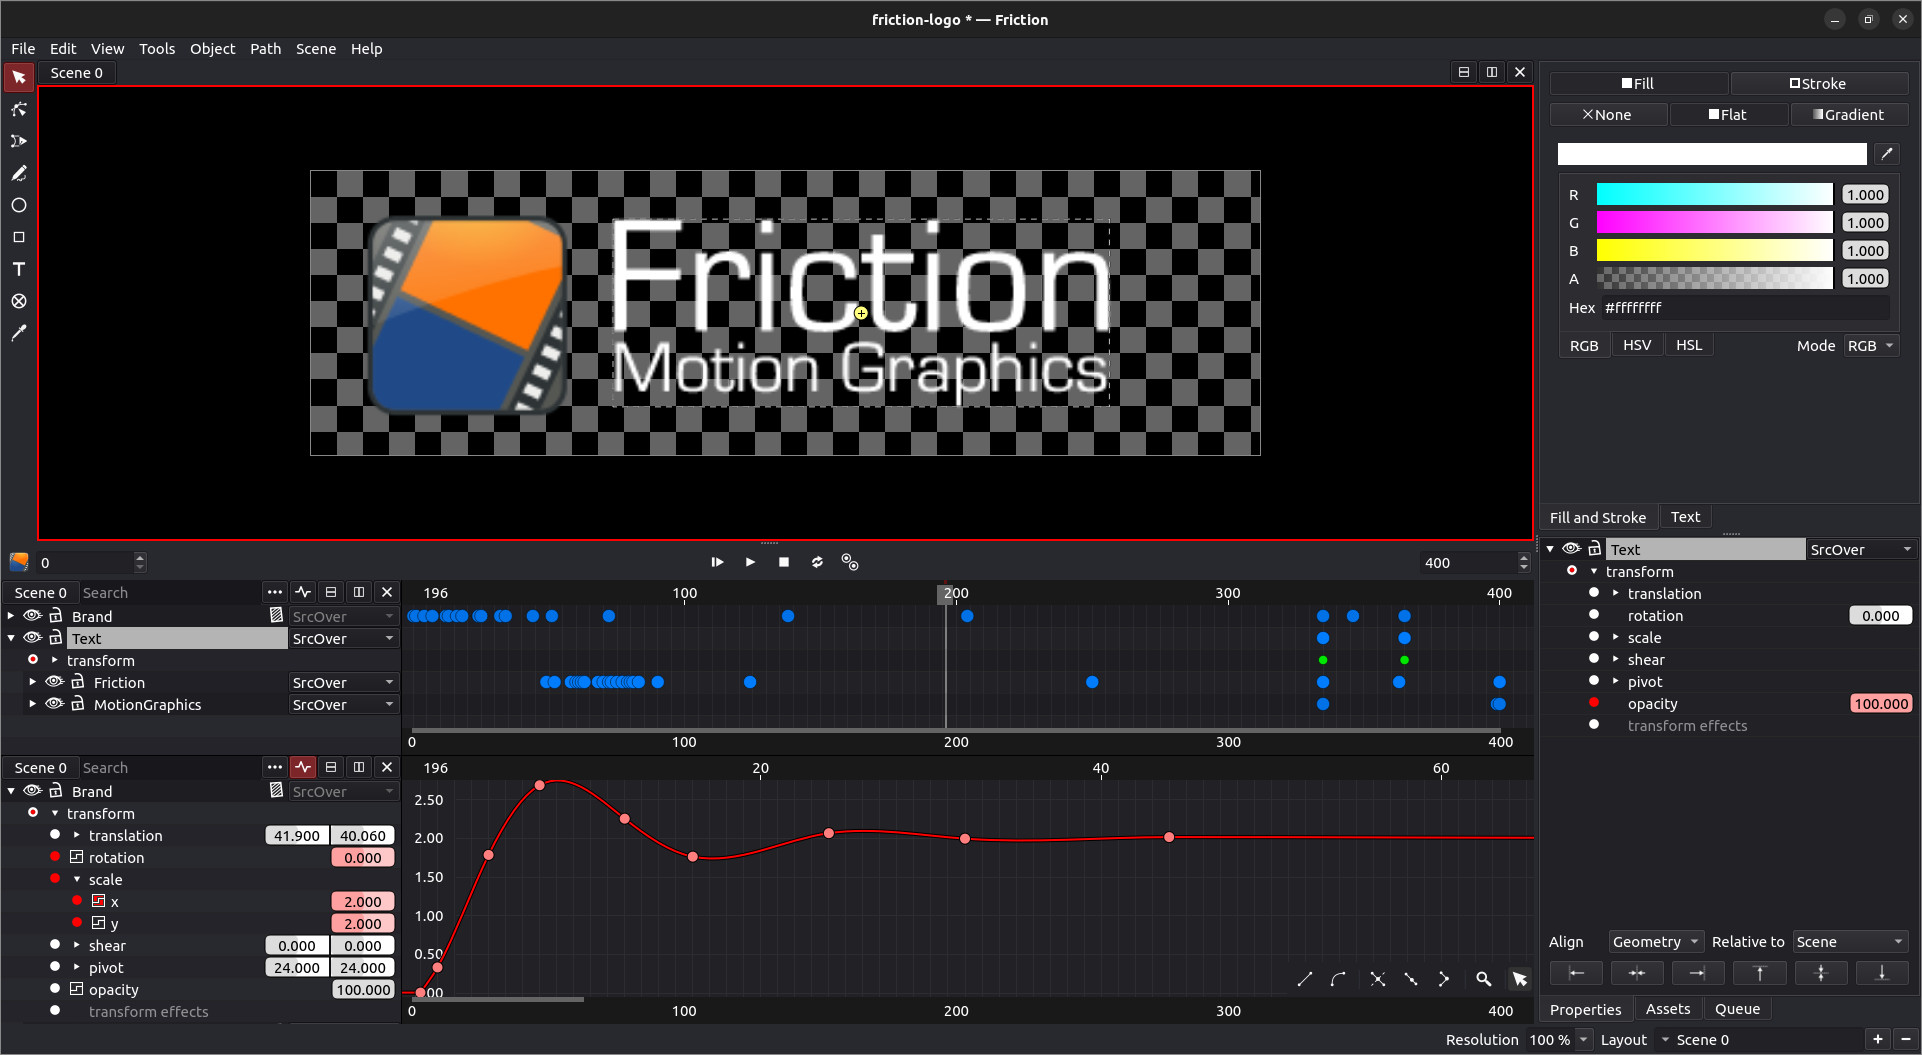 friction-logo * — Friction
File Edit View Tools Object Path Scene Help
Scene 0
Fill Stroke
None Flat Gradient
R 1.000
G 1.000
B 1.000
A 1.000
Hex #ffffffff
RGB HSV HSL Mode RGB
Friction
Motion Graphics
Fill and Stroke Text
0 400
Scene 0 Search 196 100 200 300 400
Brand SrcOver
Text SrcOver
transform
Friction SrcOver
MotionGraphics SrcOver
0 100 200 300 400
Scene 0 Search 196 20 40 60
Brand SrcOver
transform
translation 41.900 40.060
rotation 0.000
scale
x 2.000
y 2.000
shear 0.000 0.000
pivot 24.000 24.000
opacity 100.000
transform effects
2.50
2.00
1.50
1.00
0.50
00
0 100 200 300 400
Text SrcOver
transform
translation
rotation 0.000
scale
shear
pivot
opacity 100.000
transform effects
Align Geometry Relative to Scene
Properties Assets Queue
Resolution 100 % Layout Scene 0